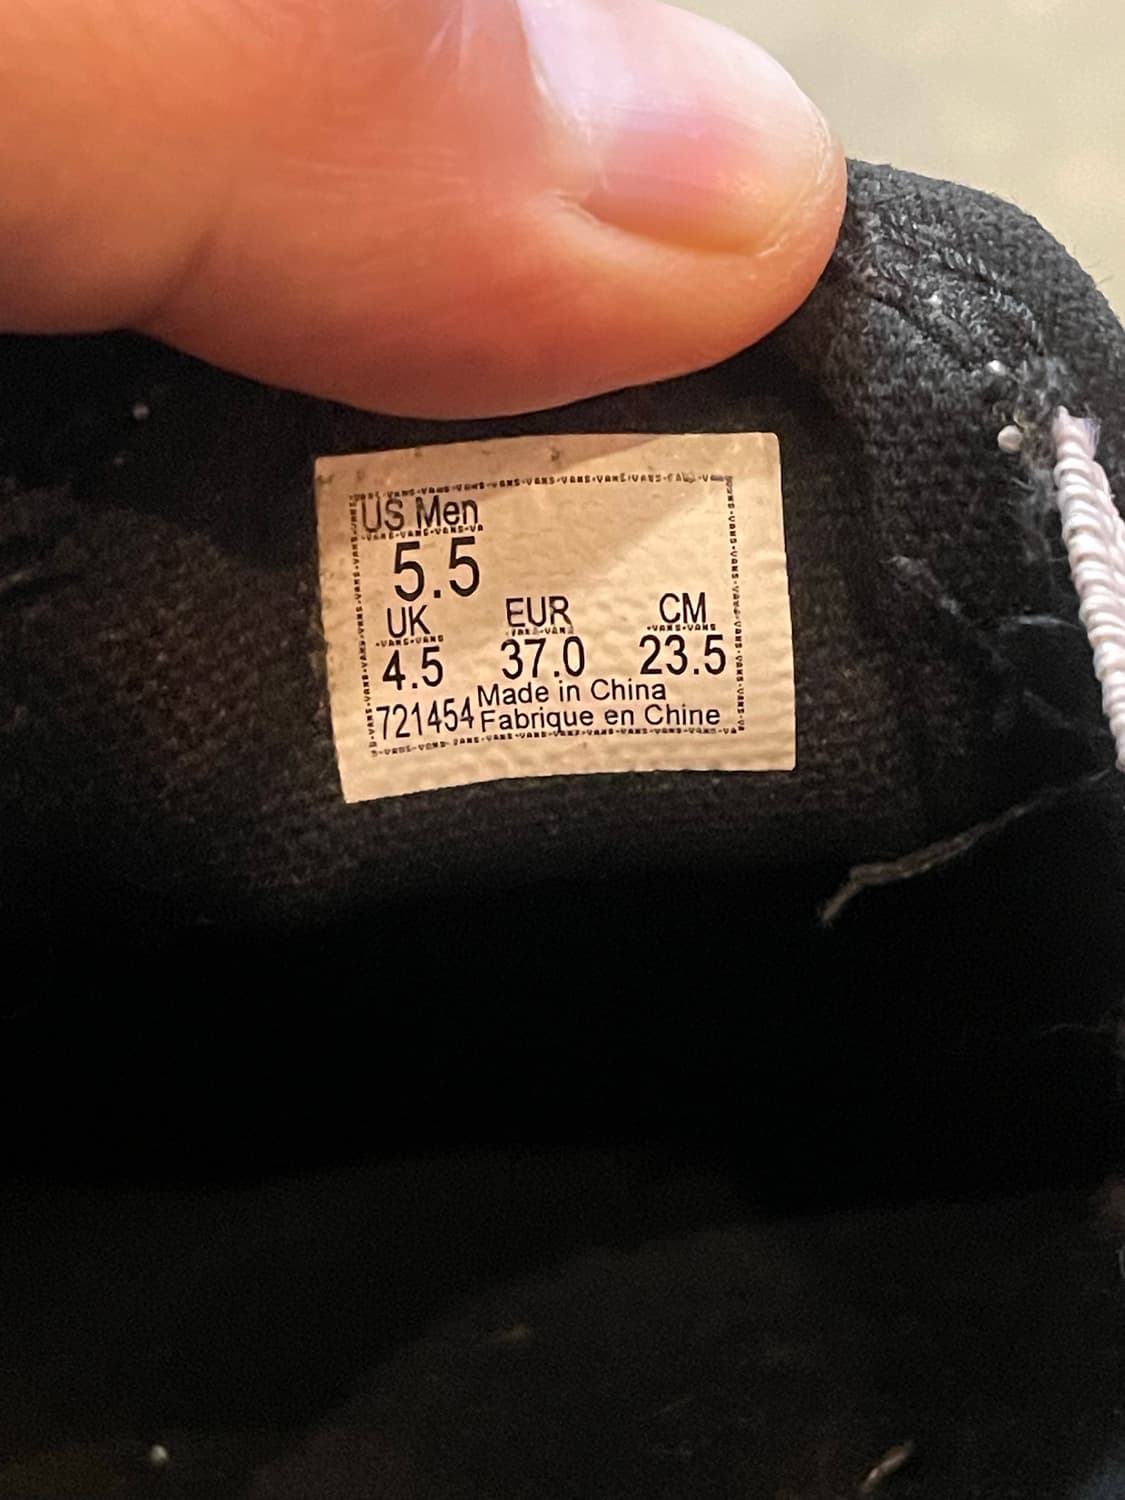 US Men
5.5
UK EUR CM
4.5 37.0 23.5
Made in China
721454 Fabrique en Chine